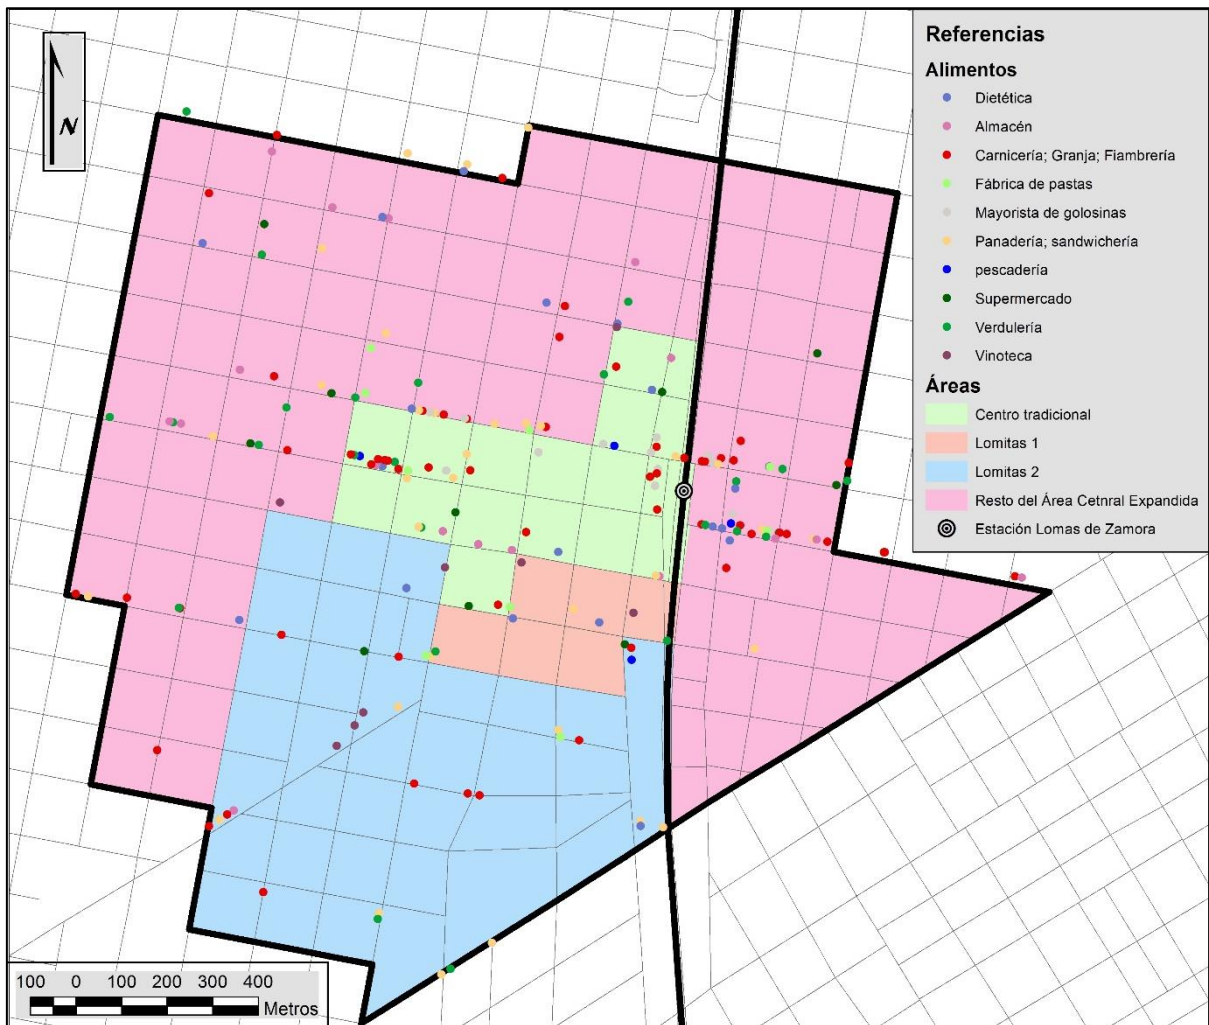 N
Referencias
Alimentos
Dietética
Almacén
Carnicería; Granja; Fiambrería
Fábrica de pastas
Mayorista de golosinas
Panadería; sandwichería
pescadería
Supermercado
Verdulería
Vinoteca
Áreas
Centro tradicional
Lomitas 1
Lomitas 2
Resto del Área Cetnral Expandida
Estación Lomas de Zamora
100 0 100 200 300 400
Metros